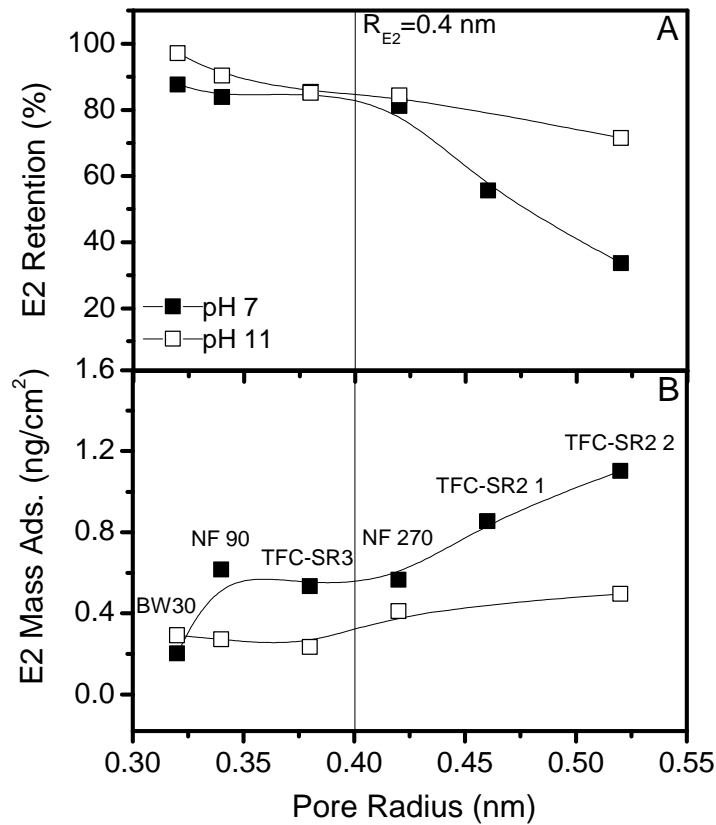 R_E2=0.4 nm
A
100
80
60
40
20
E2 Retention (%)
pH 7
pH 11
1.6
1.2
0.8
0.4
0.0
E2 Mass Ads. (ng/cm²)
B
TFC-SR2 2
TFC-SR2 1
NF 90
NF 270
TFC-SR3
BW30
0.30 0.35 0.40 0.45 0.50 0.55
Pore Radius (nm)